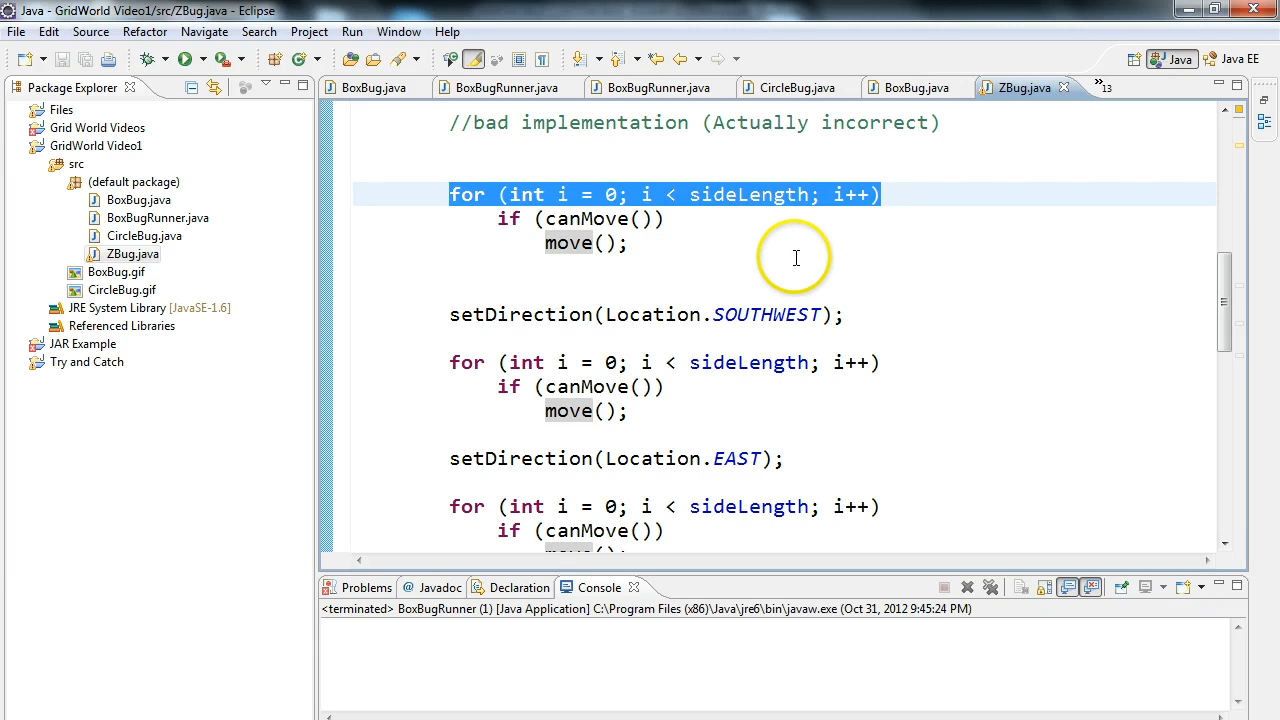 Java - GridWorld Video1/src/ZBug.java - Eclipse
File Edit Source Refactor Navigate Search Project Run Window Help
Java Java EE
Package Explorer
BoxBug.java BoxBugRunner.java BoxBugRunner.java CircleBug.java BoxBug.java ZBug.java »13
Files
Grid World Videos
GridWorld Video1
src
(default package)
BoxBug.java
BoxBugRunner.java
CircleBug.java
ZBug.java
BoxBug.gif
CircleBug.gif
JRE System Library [JavaSE-1.6]
Referenced Libraries
JAR Example
Try and Catch
//bad implementation (Actually incorrect)
for (int i = 0; i < sideLength; i++)
if (canMove())
move();
setDirection(Location.SOUTHWEST);
for (int i = 0; i < sideLength; i++)
if (canMove())
move();
setDirection(Location.EAST);
for (int i = 0; i < sideLength; i++)
if (canMove())
move();
Problems @ Javadoc Declaration Console
<terminated> BoxBugRunner (1) [Java Application] C:\Program Files (x86)\Java\jre6\bin\javaw.exe (Oct 31, 2012 9:45:24 PM)